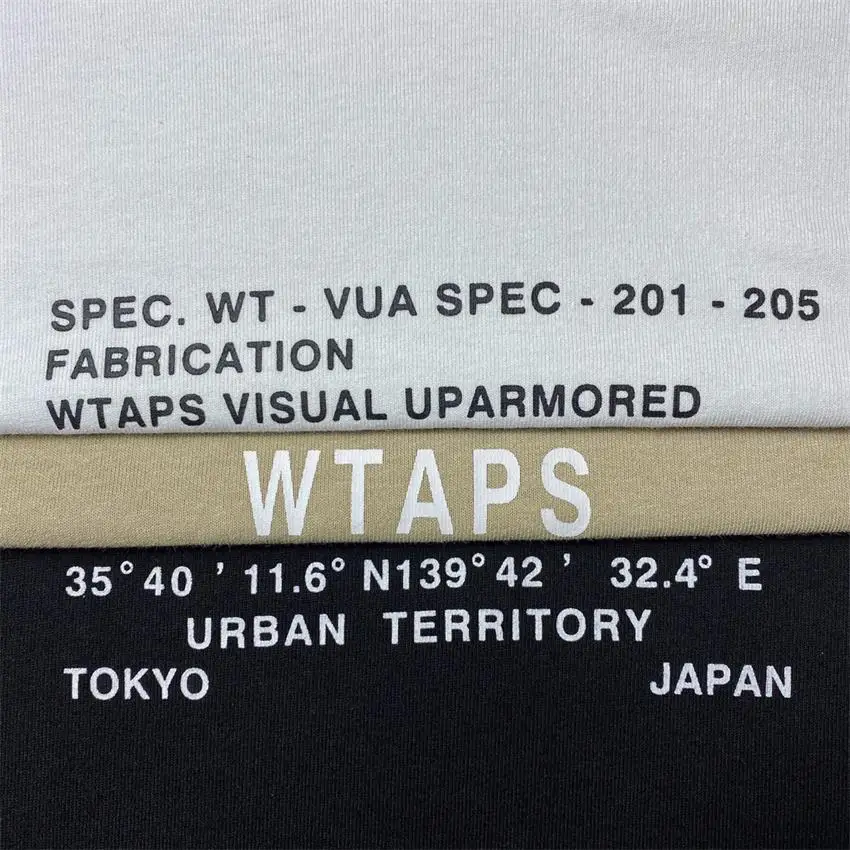 SPEC. WT - VUA SPEC - 201 - 205
FABRICATION
WTAPS VISUAL UPARMORED
WTAPS
35° 40 ' 11.6° N139° 42 ' 32.4° E
URBAN TERRITORY
TOKYO JAPAN